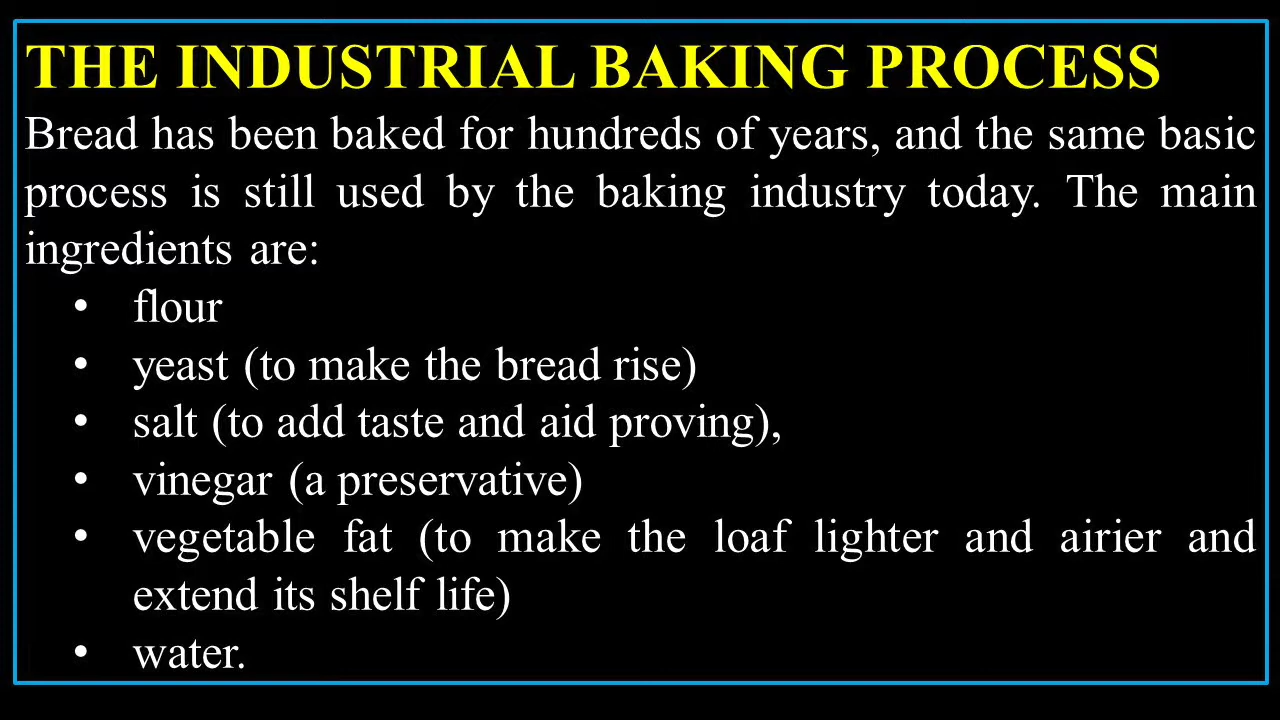 THE INDUSTRIAL BAKING PROCESS
Bread has been baked for hundreds of years, and the same basic
process is still used by the baking industry today. The main
ingredients are:
• flour
• yeast (to make the bread rise)
• salt (to add taste and aid proving),
• vinegar (a preservative)
• vegetable fat (to make the loaf lighter and airier and
extend its shelf life)
• water.